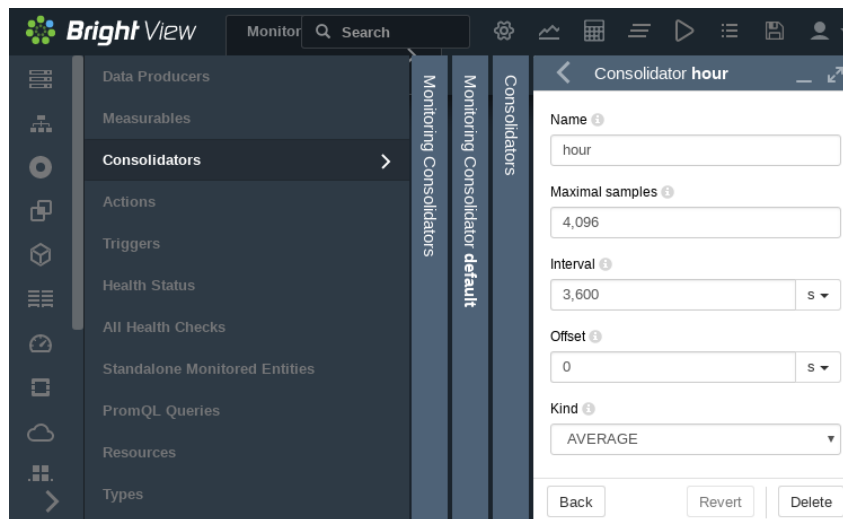 Bright View
Monitor
Search
Data Producers
Measurables
Consolidators
Actions
Triggers
Health Status
All Health Checks
Standalone Monitored Entities
PromQL Queries
Resources
Types
Monitoring Consolidators
Monitoring Consolidator default
Consolidators
Consolidator hour
Name
hour
Maximal samples
4,096
Interval
3,600
s
Offset
0
s
Kind
AVERAGE
Back
Revert
Delete